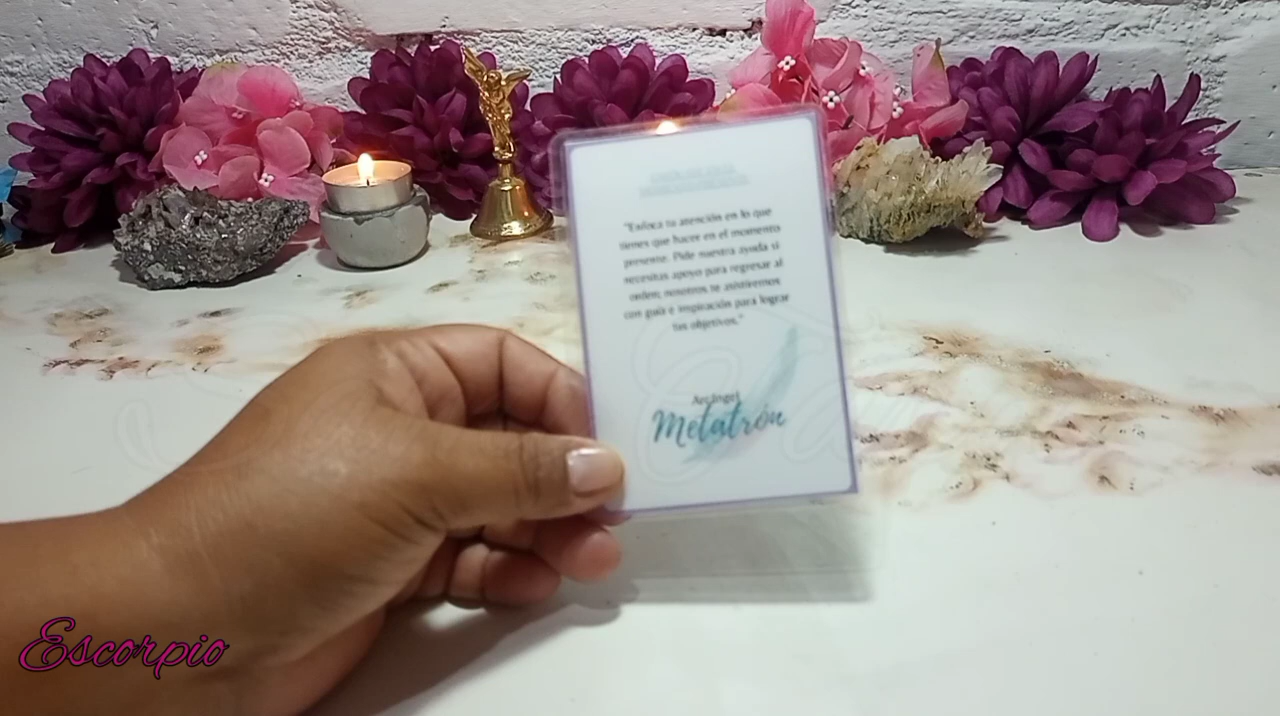 "Enfoca tu atención en lo que
tienes que hacer en el momento
presente. Pide nuestra ayuda si
necesitas apoyo para regresar al
orden; nosotros te asistiremos
con guía e inspiración para lograr
tus objetivos."
Arcángel
Metatrón
Escorpio